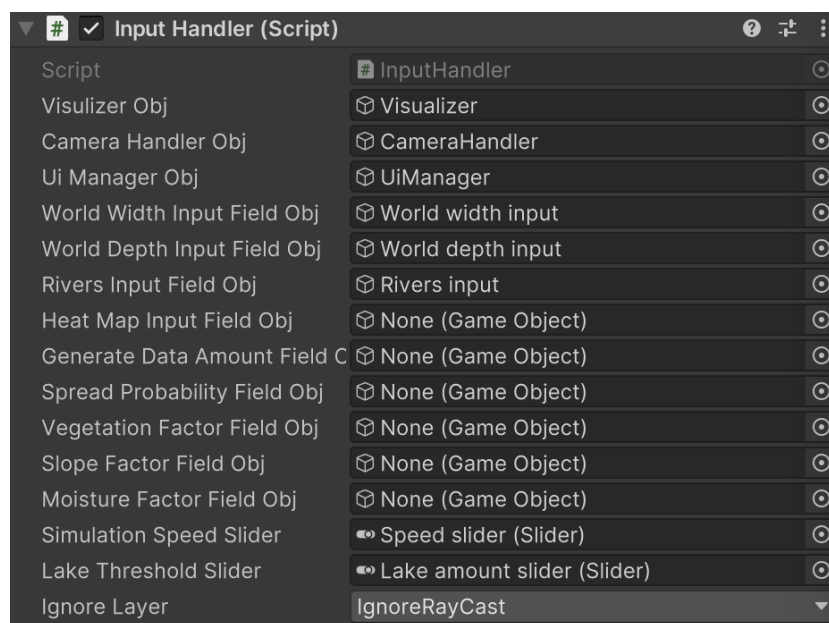 Input Handler (Script)
Script InputHandler
Visulizer Obj Visualizer
Camera Handler Obj CameraHandler
Ui Manager Obj UiManager
World Width Input Field Obj World width input
World Depth Input Field Obj World depth input
Rivers Input Field Obj Rivers input
Heat Map Input Field Obj None (Game Object)
Generate Data Amount Field O None (Game Object)
Spread Probability Field Obj None (Game Object)
Vegetation Factor Field Obj None (Game Object)
Slope Factor Field Obj None (Game Object)
Moisture Factor Field Obj None (Game Object)
Simulation Speed Slider Speed slider (Slider)
Lake Threshold Slider Lake amount slider (Slider)
Ignore Layer IgnoreRayCast